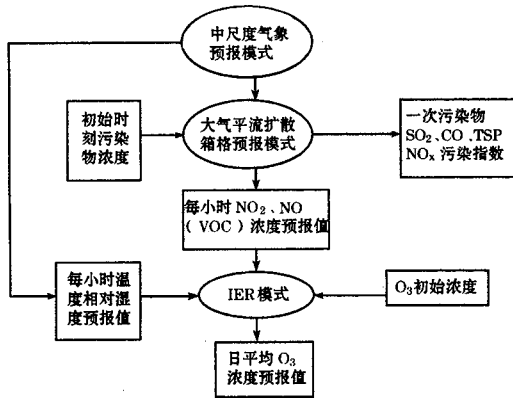 中尺度气象
预报模式
初始时
刻污染
物浓度
大气平流扩散
箱格预报模式
一次污染物
SO₂、CO、TSP
NOₓ 污染指数
每小时 NO₂、NO
（VOC）浓度预报值
每小时温
度相对湿
度预报值
IER 模式
O₃初始浓度
日平均 O₃
浓度预报值